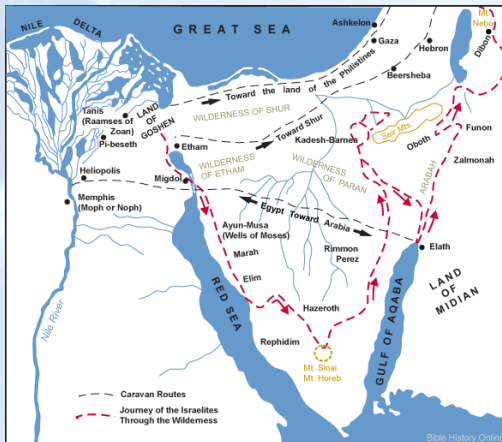 GREAT SEA
NILE
DELTA
Ashkelon
Gaza
Hebron
Beersheba
Mt
Nebo
Dibon
Toward the land of the Philistines
Tanis
(Raamses of
Zoan)
Pi-beseth
LAND
OF
GOSHEN
WILDERNESS OF SHUR
Toward Shur
Etham
WILDERNESS
OF ETHAM
Kadesh-Barnea
WILDERNESS
OF PARAN
Seir Mts.
Oboth
Funon
Zalmonah
ARABAH
Heliopolis
Migdol
Memphis
(Moph or Noph)
Egypt Toward Arabia
Ayun-Musa
(Wells of Moses)
Marah
Elim
Rimmon
Perez
Elath
LAND
OF
MIDIAN
RED SEA
Hazeroth
GULF OF AQABA
Nile River
Rephidim
Mt. Sinai
Mt. Horeb
Caravan Routes
Journey of the Israelites
Through the Wilderness
Bible History Online